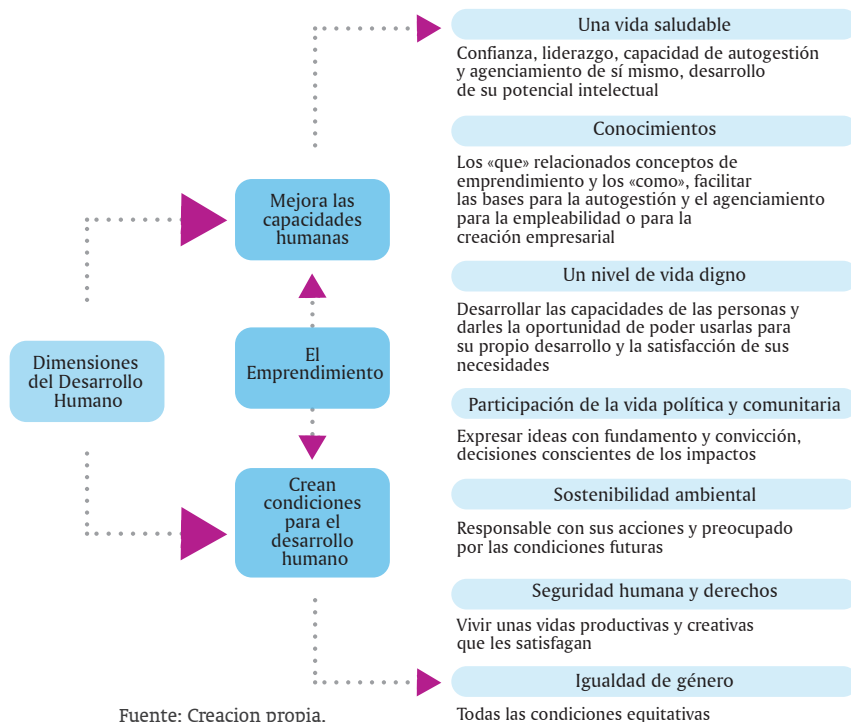 Dimensiones
del Desarrollo
Humano
Mejora las
capacidades
humanas
El
Emprendimiento
Crean
condiciones
para el
desarrollo
humano
Una vida saludable
Confianza, liderazgo, capacidad de autogestión
y agenciamiento de sí mismo, desarrollo
de su potencial intelectual
Conocimientos
Los «que» relacionados conceptos de
emprendimiento y los «como», facilitar
las bases para la autogestión y el agenciamiento
para la empleabilidad o para la
creación empresarial
Un nivel de vida digno
Desarrollar las capacidades de las personas y
darles la oportunidad de poder usarlas para
su propio desarrollo y la satisfacción de sus
necesidades
Participación de la vida política y comunitaria
Expresar ideas con fundamento y convicción,
decisiones conscientes de los impactos
Sostenibilidad ambiental
Responsable con sus acciones y preocupado
por las condiciones futuras
Seguridad humana y derechos
Vivir unas vidas productivas y creativas
que les satisfagan
Igualdad de género
Todas las condiciones equitativas
Fuente: Creacion propia.